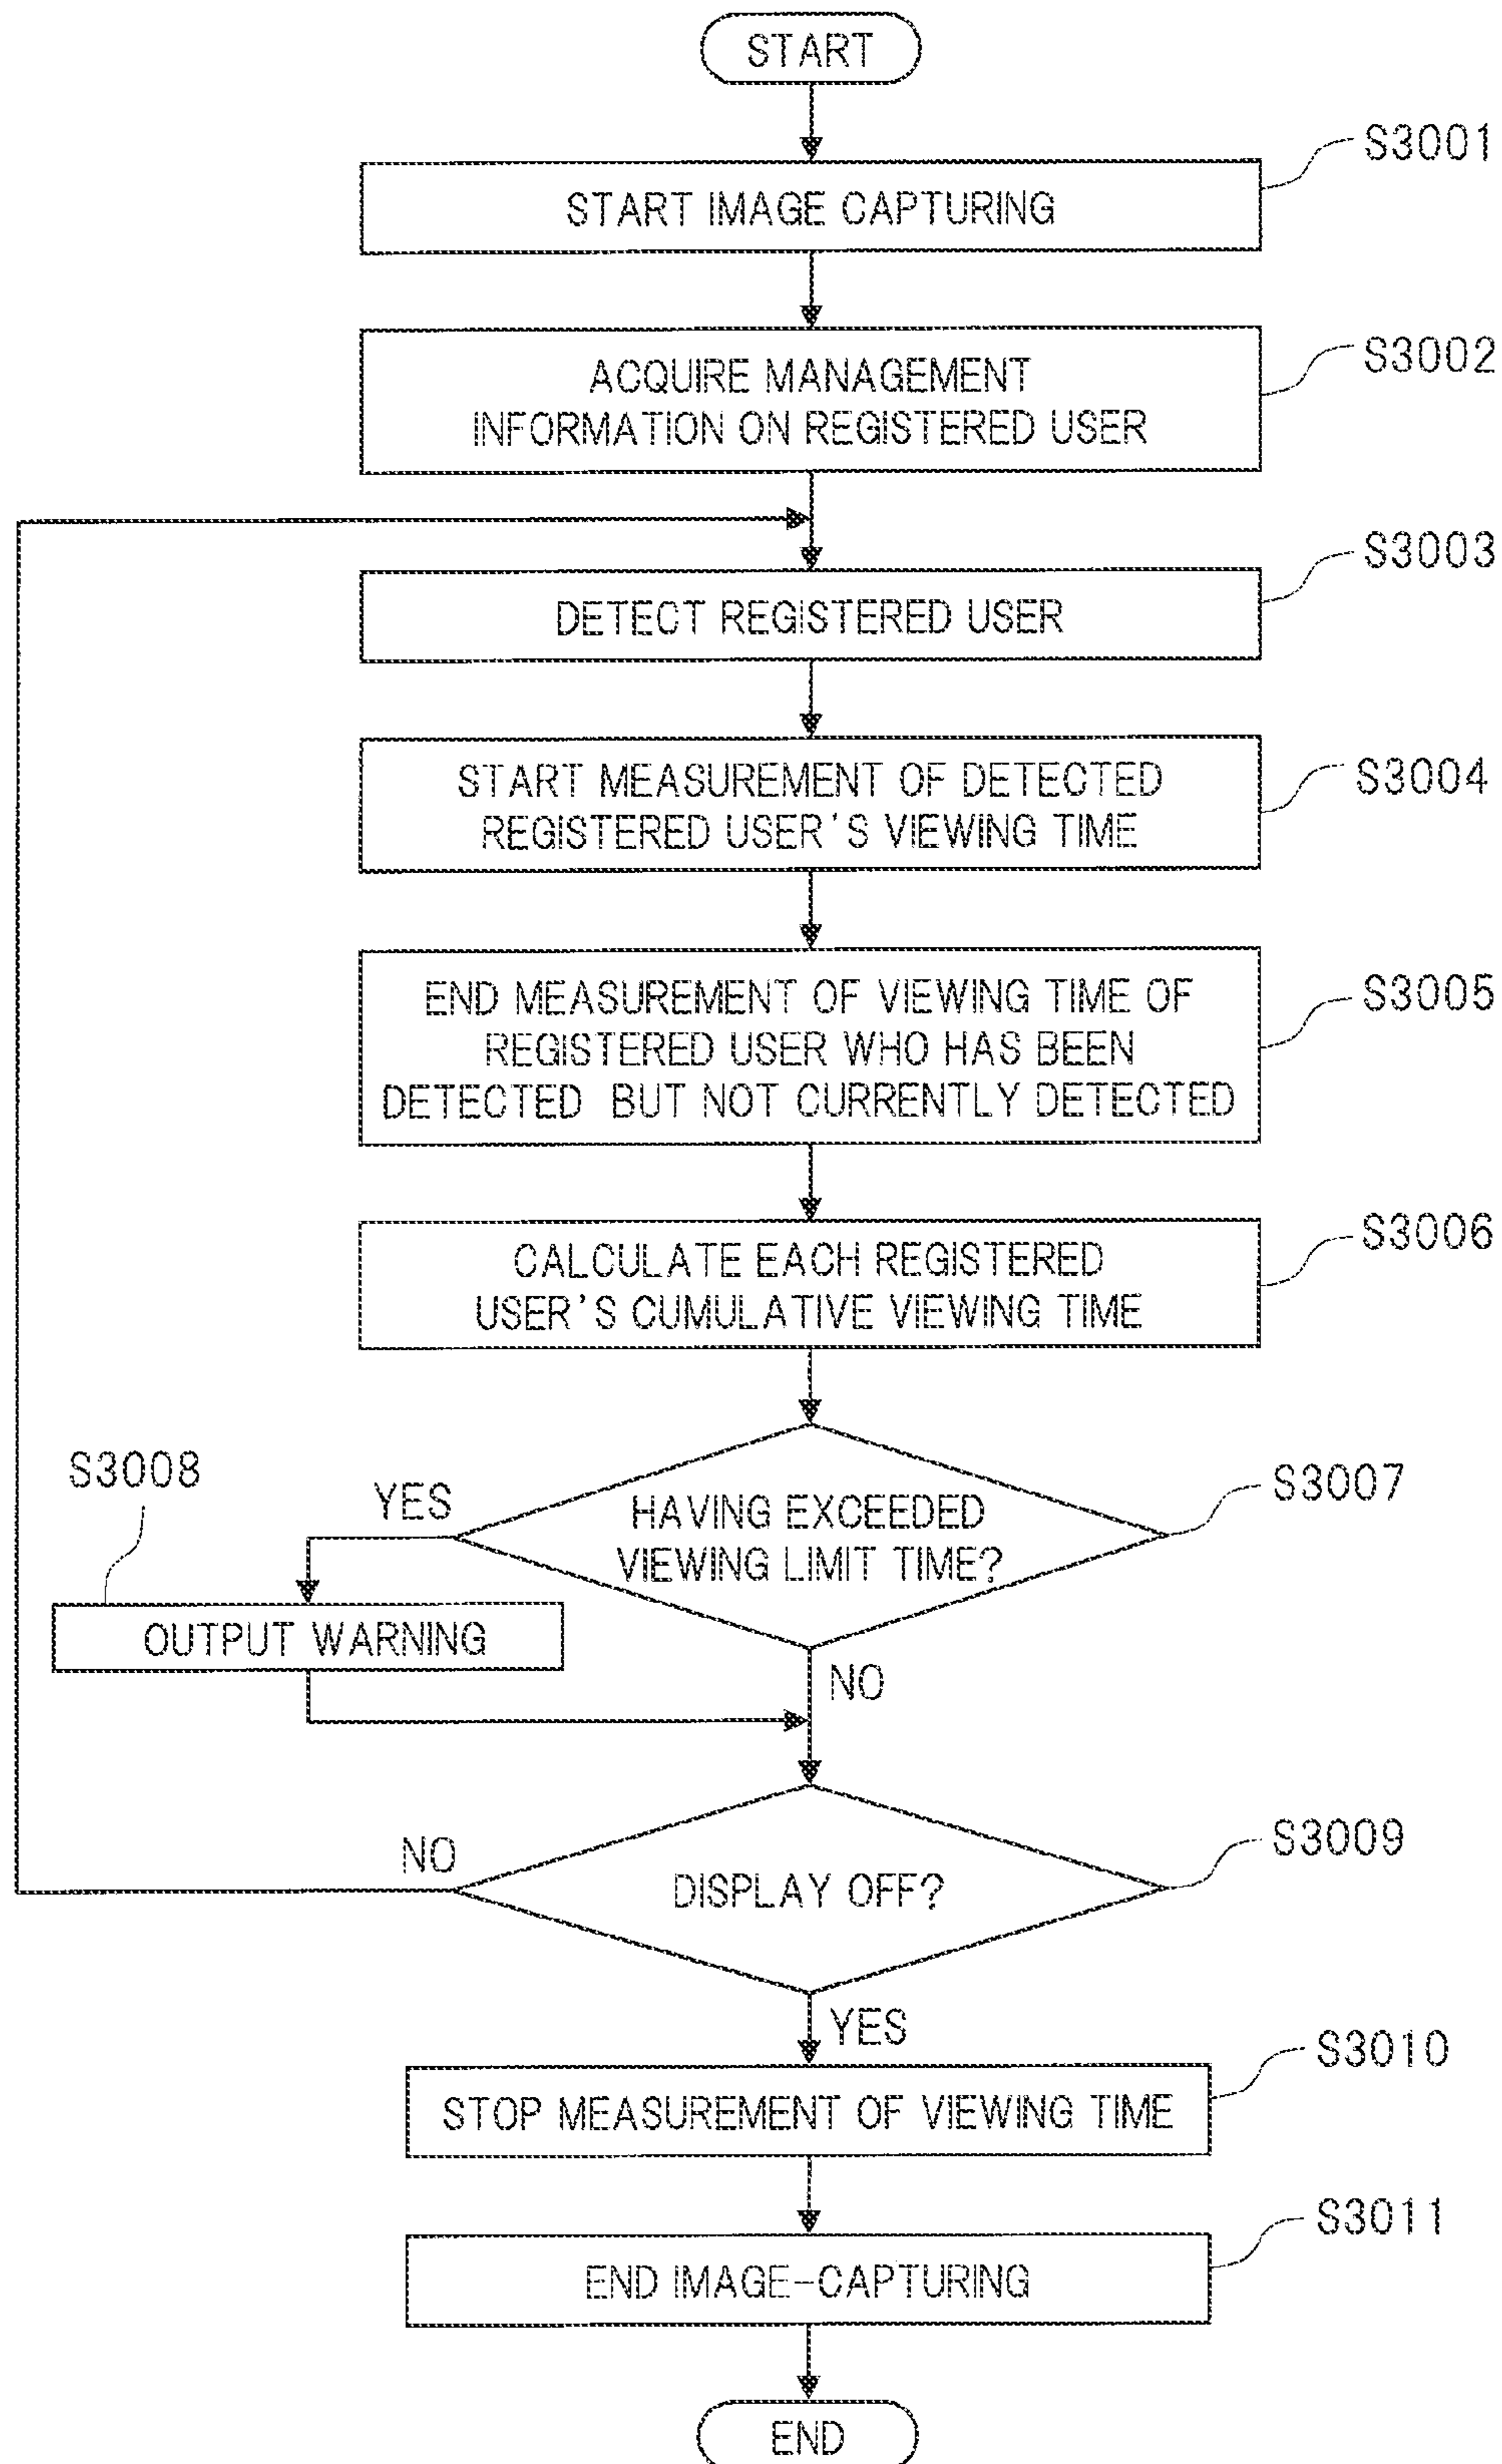 START
S3001
START IMAGE CAPTURING
S3002
ACQUIRE MANAGEMENT
INFORMATION ON REGISTERED USER
S3003
DETECT REGISTERED USER
S3004
START MEASUREMENT OF DETECTED
REGISTERED USER'S VIEWING TIME
S3005
END MEASUREMENT OF VIEWING TIME OF
REGISTERED USER WHO HAS BEEN
DETECTED BUT NOT CURRENTLY DETECTED
S3006
CALCULATE EACH REGISTERED
USER'S CUMULATIVE VIEWING TIME
S3007
HAVING EXCEEDED
VIEWING LIMIT TIME?
YES
S3008
OUTPUT WARNING
NO
S3009
DISPLAY OFF?
NO
YES
S3010
STOP MEASUREMENT OF VIEWING TIME
S3011
END IMAGE-CAPTURING
END